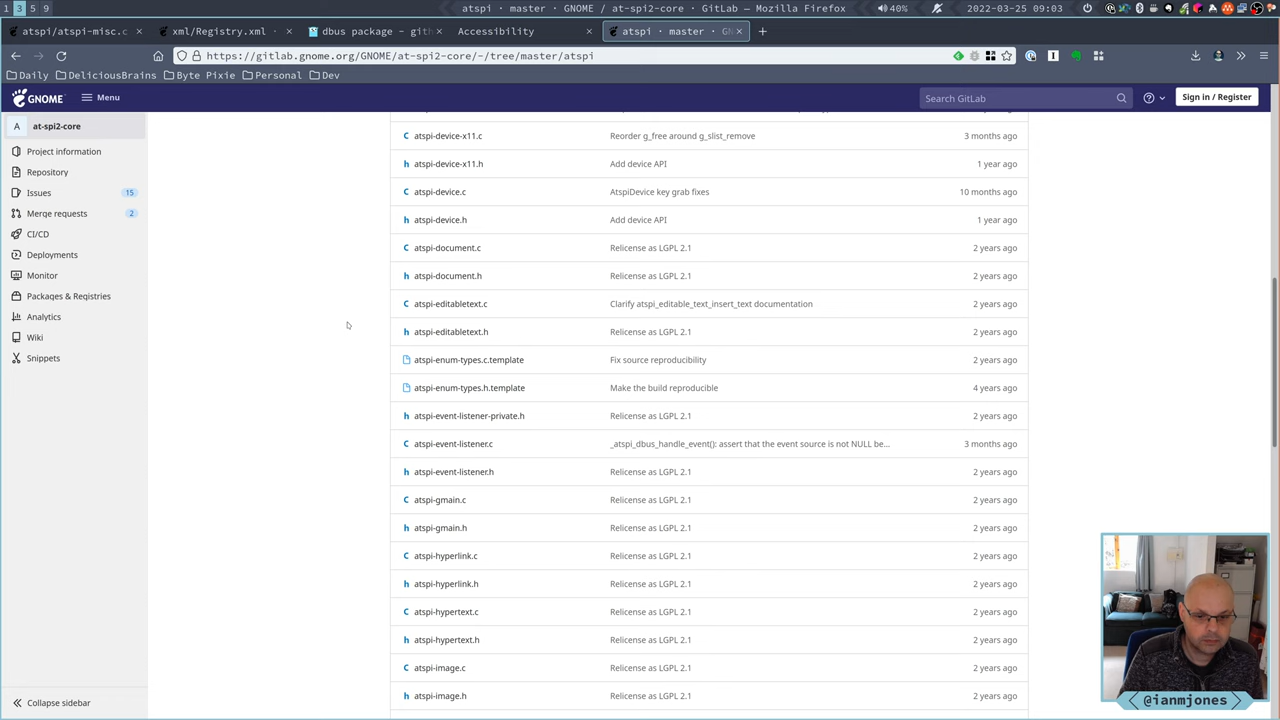 1 3 5 9
atspi · master · GNOME / at-spi2-core · GitLab — Mozilla Firefox
40%
2022-03-25 09:03
atspi/atspi-misc.c
xml/Registry.xml
dbus package - gith
Accessibility
atspi · master · GN
https://gitlab.gnome.org/GNOME/at-spi2-core/-/tree/master/atspi
Daily DeliciousBrains Byte Pixie Personal Dev
GNOME Menu
Search GitLab
Sign in / Register
A at-spi2-core
Project information
Repository
Issues 15
Merge requests 2
CI/CD
Deployments
Monitor
Packages & Registries
Analytics
Wiki
Snippets
Collapse sidebar
C atspi-device-x11.c Reorder g_free around g_slist_remove 3 months ago
h atspi-device-x11.h Add device API 1 year ago
C atspi-device.c AtspiDevice key grab fixes 10 months ago
h atspi-device.h Add device API 1 year ago
C atspi-document.c Relicense as LGPL 2.1 2 years ago
h atspi-document.h Relicense as LGPL 2.1 2 years ago
C atspi-editabletext.c Clarify atspi_editable_text_insert_text documentation 2 years ago
h atspi-editabletext.h Relicense as LGPL 2.1 2 years ago
atspi-enum-types.c.template Fix source reproducibility 2 years ago
atspi-enum-types.h.template Make the build reproducible 4 years ago
h atspi-event-listener-private.h Relicense as LGPL 2.1 2 years ago
C atspi-event-listener.c _atspi_dbus_handle_event(): assert that the event source is not NULL be... 3 months ago
h atspi-event-listener.h Relicense as LGPL 2.1 2 years ago
C atspi-gmain.c Relicense as LGPL 2.1 2 years ago
h atspi-gmain.h Relicense as LGPL 2.1 2 years ago
C atspi-hyperlink.c Relicense as LGPL 2.1 2 years ago
h atspi-hyperlink.h Relicense as LGPL 2.1 2 years ago
C atspi-hypertext.c Relicense as LGPL 2.1 2 years ago
h atspi-hypertext.h Relicense as LGPL 2.1 2 years ago
C atspi-image.c Relicense as LGPL 2.1 2 years ago
h atspi-image.h Relicense as LGPL 2.1 2 years ago
@ianmjones